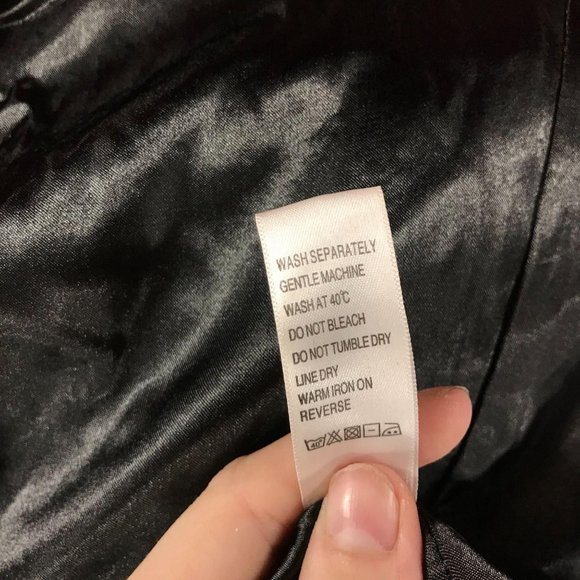 WASH SEPARATELY
GENTLE MACHINE
WASH AT 40℃
DO NOT BLEACH
DO NOT TUMBLE DRY
LINE DRY
WARM IRON ON
REVERSE
40°